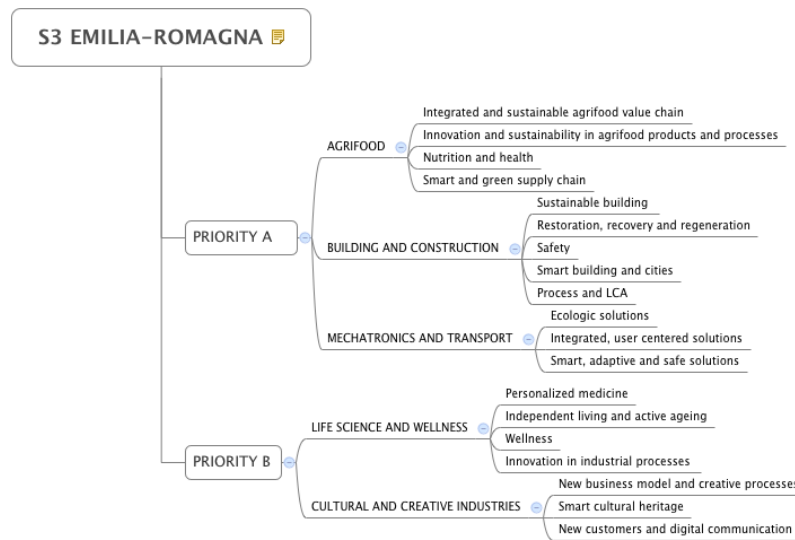 S3 EMILIA-ROMAGNA
PRIORITY A
AGRIFOOD
Integrated and sustainable agrifood value chain
Innovation and sustainability in agrifood products and processes
Nutrition and health
Smart and green supply chain
BUILDING AND CONSTRUCTION
Sustainable building
Restoration, recovery and regeneration
Safety
Smart building and cities
Process and LCA
MECHATRONICS AND TRANSPORT
Ecologic solutions
Integrated, user centered solutions
Smart, adaptive and safe solutions
PRIORITY B
LIFE SCIENCE AND WELLNESS
Personalized medicine
Independent living and active ageing
Wellness
Innovation in industrial processes
CULTURAL AND CREATIVE INDUSTRIES
New business model and creative processes
Smart cultural heritage
New customers and digital communication